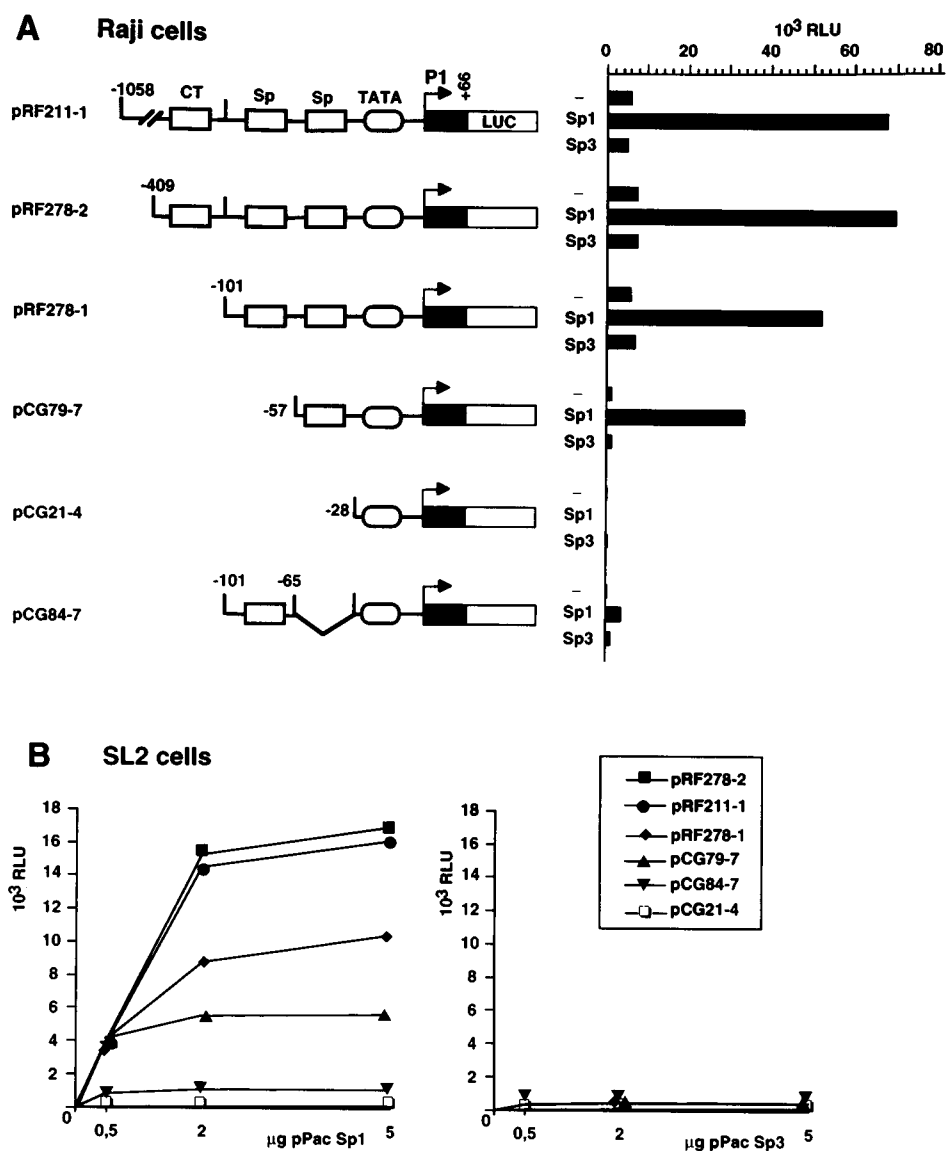 A Raji cells
10³ RLU
0 20 40 60 80
-1058 CT Sp Sp TATA P1 +66
pRF211-1 LUC
–
Sp1
Sp3
-409
pRF278-2
–
Sp1
Sp3
-101
pRF278-1
–
Sp1
Sp3
-57
pCG79-7
–
Sp1
Sp3
-28
pCG21-4
–
Sp1
Sp3
-101 -65
pCG84-7
–
Sp1
Sp3
B SL2 cells
10³ RLU
18
16
14
12
10
8
6
4
2
0
0,5 2 5
µg pPac Sp1
10³ RLU
18
16
14
12
10
8
6
4
2
0
0,5 2 5
µg pPac Sp3
pRF278-2
pRF211-1
pRF278-1
pCG79-7
pCG84-7
pCG21-4